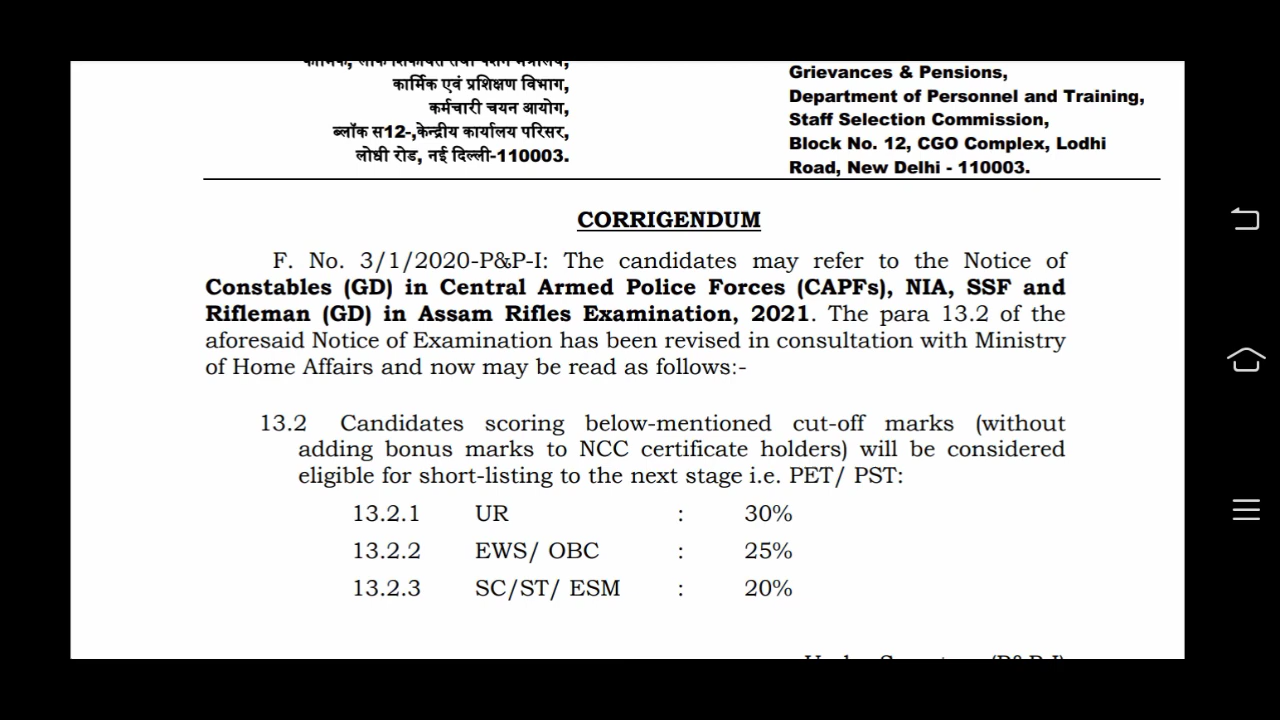 कार्मिक एवं प्रशिक्षण विभाग,
कर्मचारी चयन आयोग,
ब्लॉक स12-,केन्द्रीय कार्यालय परिसर,
लोधी रोड, नई दिल्ली-110003.
Grievances & Pensions,
Department of Personnel and Training,
Staff Selection Commission,
Block No. 12, CGO Complex, Lodhi
Road, New Delhi - 110003.
CORRIGENDUM
F. No. 3/1/2020-P&P-I: The candidates may refer to the Notice of
Constables (GD) in Central Armed Police Forces (CAPFs), NIA, SSF and
Rifleman (GD) in Assam Rifles Examination, 2021. The para 13.2 of the
aforesaid Notice of Examination has been revised in consultation with Ministry
of Home Affairs and now may be read as follows:-
13.2 Candidates scoring below-mentioned cut-off marks (without
adding bonus marks to NCC certificate holders) will be considered
eligible for short-listing to the next stage i.e. PET/ PST:
13.2.1 UR : 30%
13.2.2 EWS/ OBC : 25%
13.2.3 SC/ST/ ESM : 20%